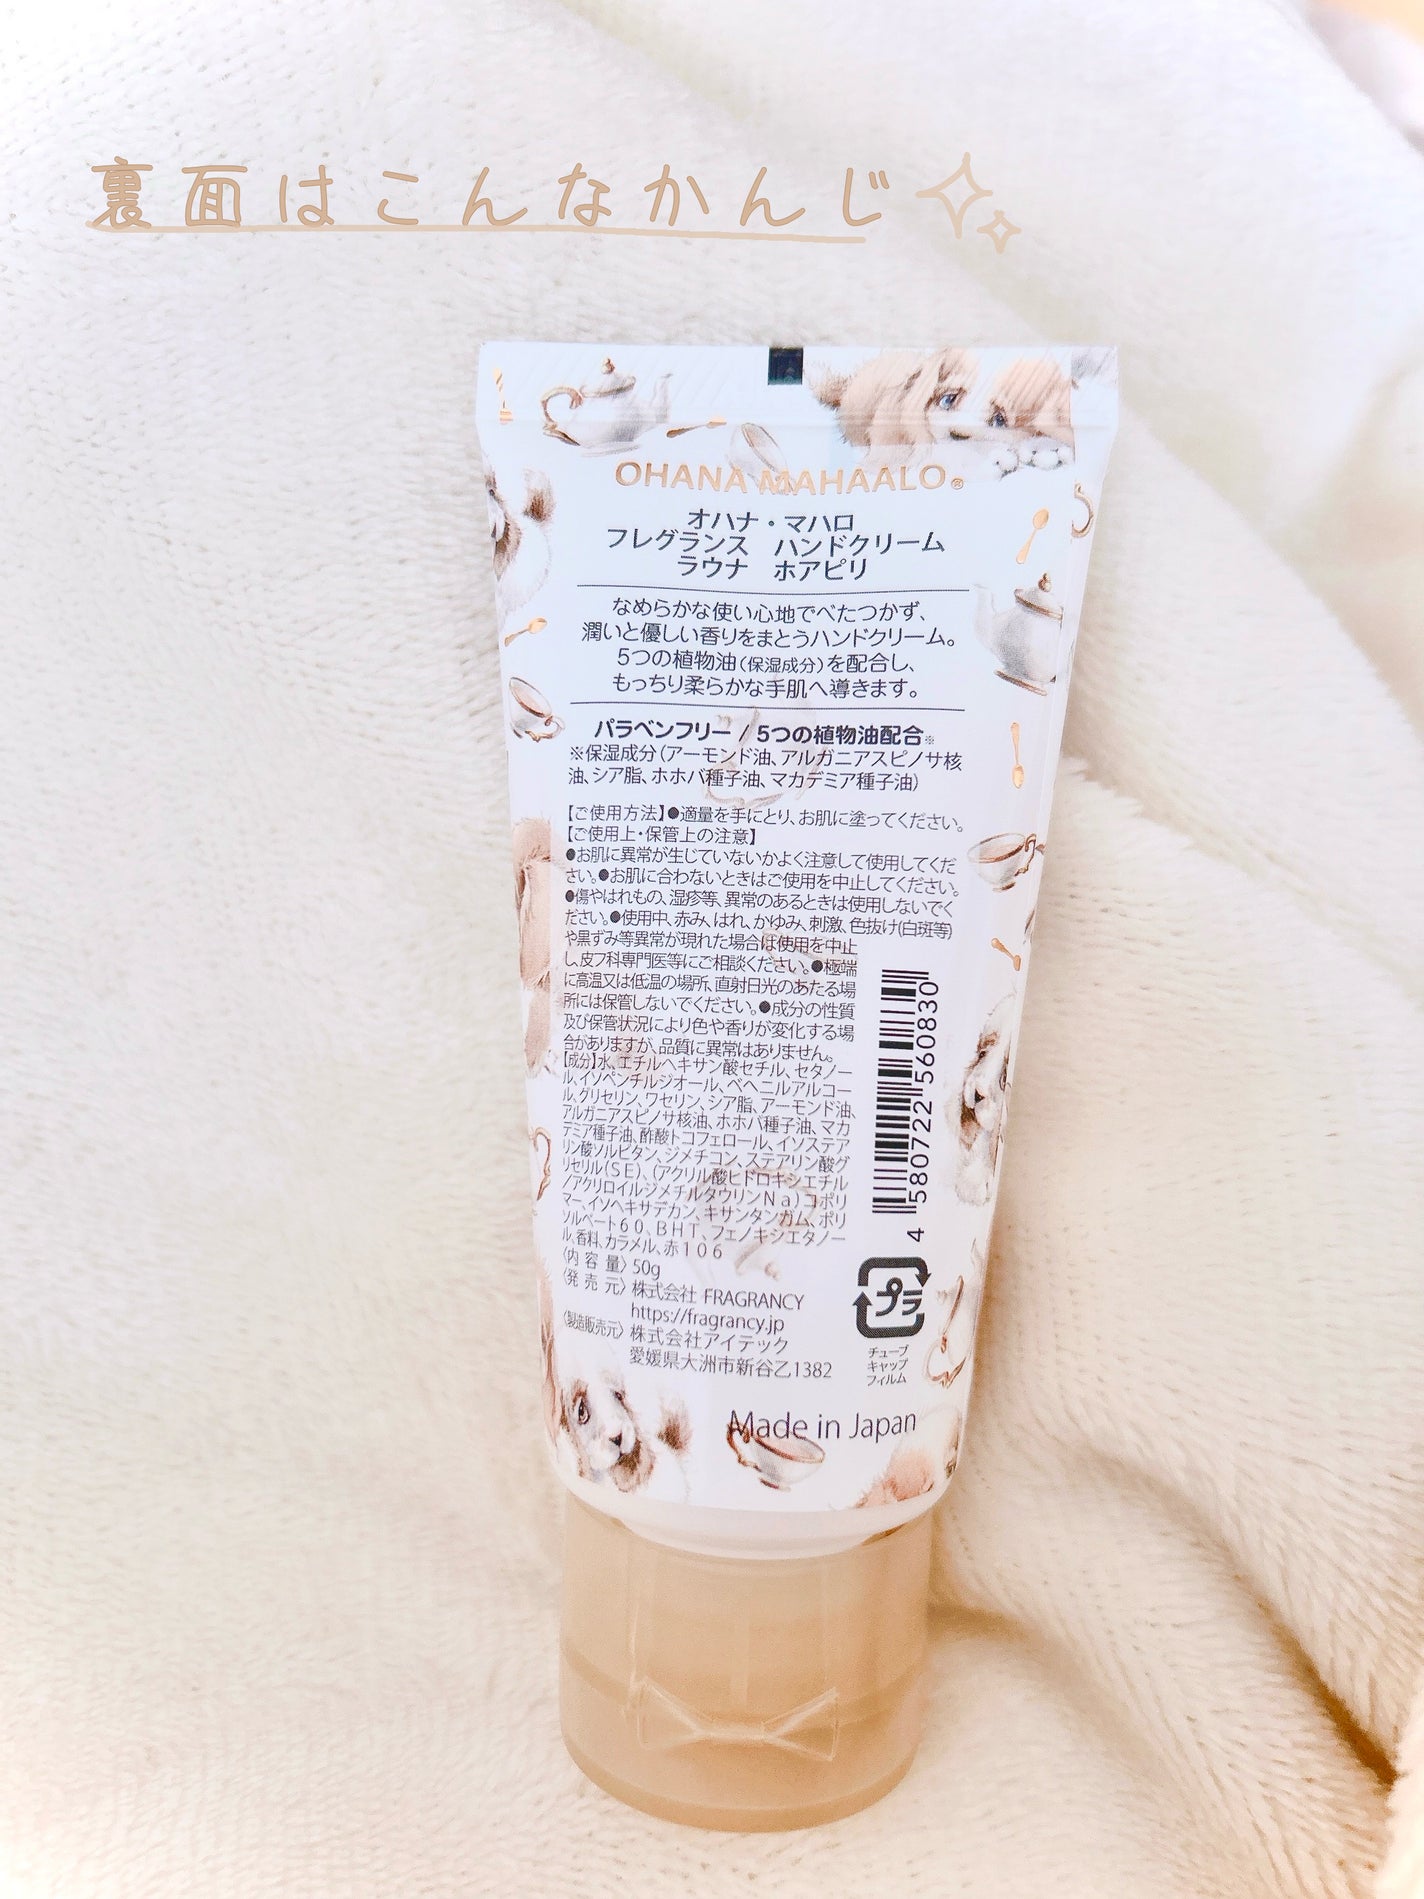 裏面はこんなかんじ
OHANA MAHAALO®
オハナ・マハロ
フレグランス ハンドクリーム
ラウナ ホアピリ
なめらかな使い心地でべたつかず、
潤いと優しい香りをまとうハンドクリーム。
5つの植物油(保湿成分)を配合し、
もっちり柔らかな手肌へ導きます。
パラベンフリー / 5つの植物油配合※
※保湿成分(アーモンド油、アルガニアスピノサ核
油、シア脂、ホホバ種子油、マカデミア種子油)
【ご使用方法】●適量を手にとり、お肌に塗ってください。
【ご使用上・保管上の注意】
●お肌に異常が生じていないかよく注意して使用してくだ
さい。●お肌に合わないときはご使用を中止してください。
●傷やはれもの、湿疹等、異常のあるときは使用しないでく
ださい。●使用中、赤み、はれ、かゆみ、刺激、色抜け(白斑等)
や黒ずみ等異常が現れた場合は使用を中止
し、皮フ科専門医等にご相談ください。●極端
に高温又は低温の場所、直射日光のあたる場
所には保管しないでください。●成分の性質
及び保管状況により色や香りが変化する場
合がありますが、品質に異常はありません。
【成分】水、エチルヘキサン酸セチル、セタノー
ル、イソペンチルジオール、ベヘニルアルコー
ル、グリセリン、ワセリン、シア脂、アーモンド油、
アルガニアスピノサ核油、ホホバ種子油、マカ
デミア種子油、酢酸トコフェロール、イソステア
リン酸ソルビタン、ジメチコン、ステアリン酸グ
リセリル(SE)、(アクリル酸ヒドロキシエチル
/アクリロイルジメチルタウリンNa)コポリ
マー、イソヘキサデカン、キサンタンガム、ポリ
ソルベート60、BHT、フェノキシエタノー
ル、香料、カラメル、赤106
〈内容量〉50g
〈発売元〉株式会社 FRAGRANCY
https://fragrancy.jp
〈製造販売元〉株式会社アイテック
愛媛県大洲市新谷乙1382
4 580722 560830
プラ
チューブ
キャップ
フィルム
Made in Japan